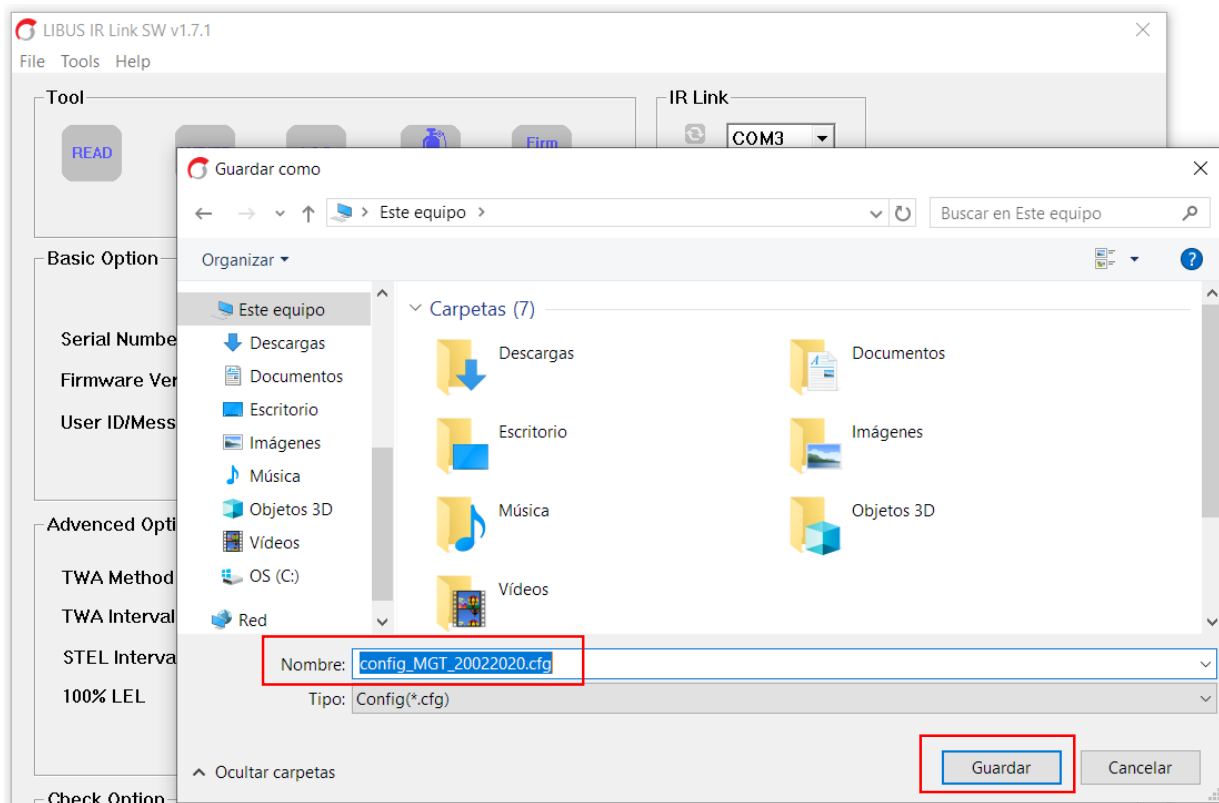 LIBUS IR Link SW v1.7.1
File Tools Help
Tool
IR Link
READ
Firm
COM3
Guardar como
Este equipo
Buscar en Este equipo
Organizar
Basic Option
Serial Numbe
Firmware Ver
User ID/Mess
Advenced Opti
TWA Method
TWA Interval
STEL Interva
100% LEL
Check Option
Este equipo
Descargas
Documentos
Escritorio
Imágenes
Música
Objetos 3D
Vídeos
OS (C:)
Red
Carpetas (7)
Descargas
Documentos
Escritorio
Imágenes
Música
Objetos 3D
Vídeos
Nombre: config_MGT_20022020.cfg
Tipo: Config(*.cfg)
Ocultar carpetas
Guardar
Cancelar